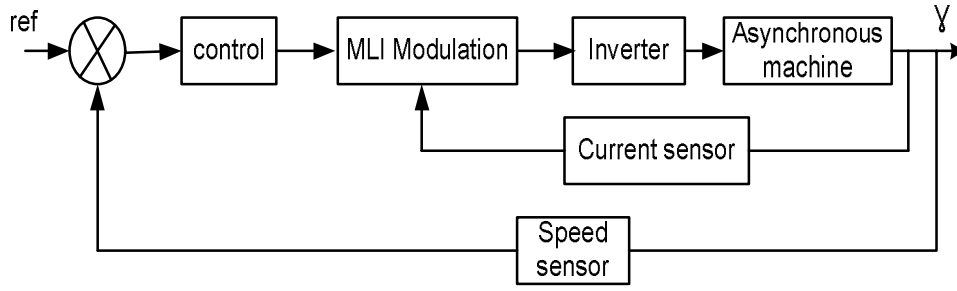 ref
control
MLI Modulation
Inverter
Asynchronous
machine
γ
Current sensor
Speed
sensor